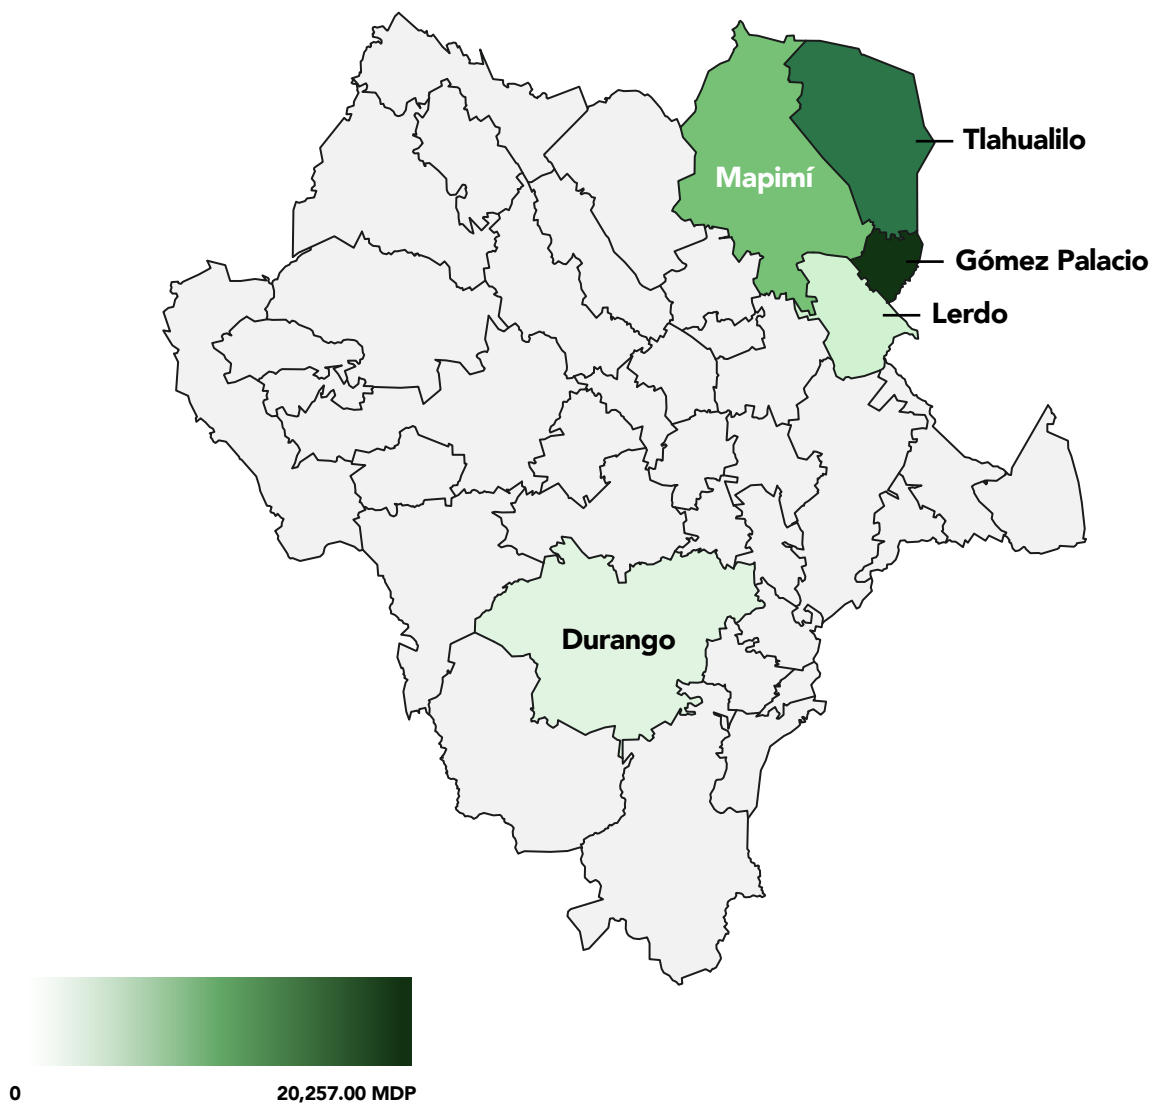 Tlahualilo
Mapimí
Gómez Palacio
Lerdo
Durango
0
20,257.00 MDP